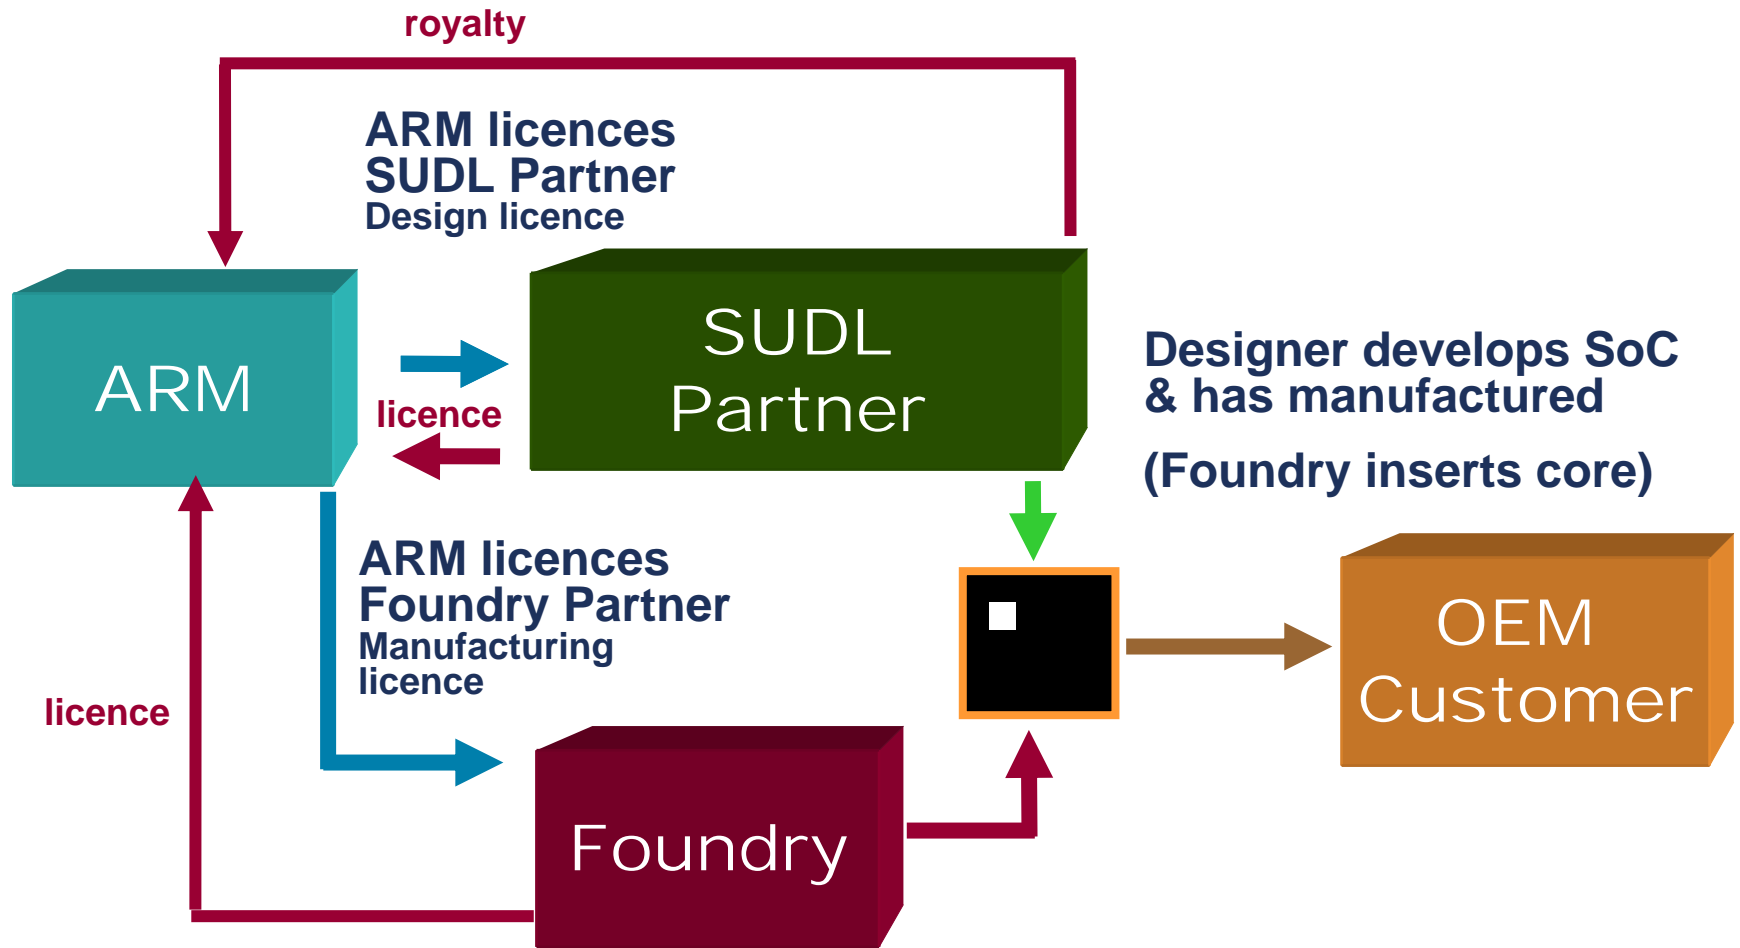 royalty
ARM licences
SUDL Partner
Design licence
ARM
licence
SUDL
Partner
Designer develops SoC
& has manufactured
(Foundry inserts core)
ARM licences
Foundry Partner
Manufacturing
licence
licence
OEM
Customer
Foundry